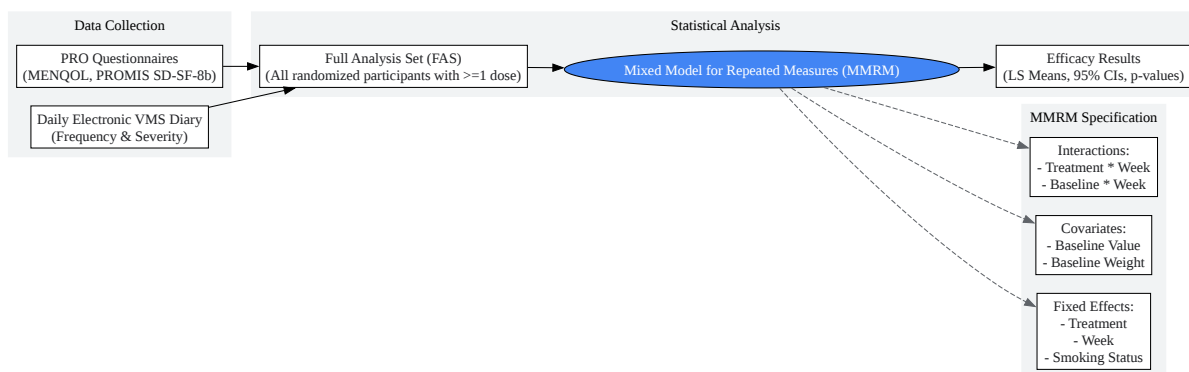 Data Collection
PRO Questionnaires
(MENQOL, PROMIS SD-SF-8b)
Daily Electronic VMS Diary
(Frequency & Severity)
Statistical Analysis
Full Analysis Set (FAS)
(All randomized participants with >=1 dose)
Mixed Model for Repeated Measures (MMRM)
Efficacy Results
(LS Means, 95% CIs, p-values)
MMRM Specification
Interactions:
- Treatment * Week
- Baseline * Week
Covariates:
- Baseline Value
- Baseline Weight
Fixed Effects:
- Treatment
- Week
- Smoking Status